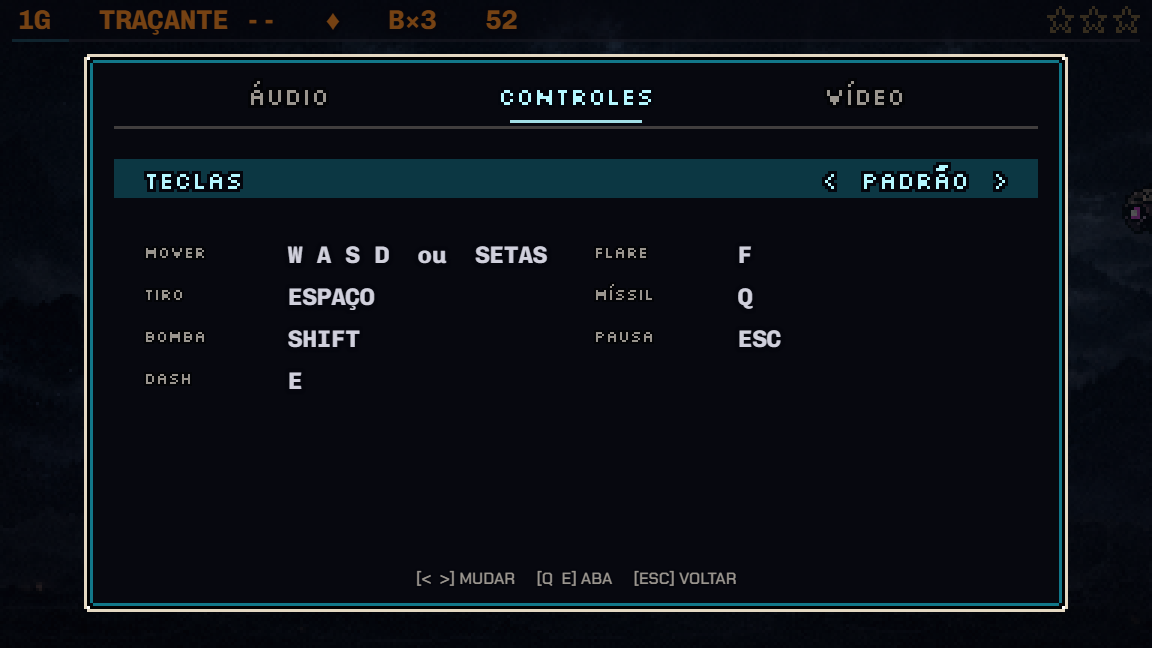 1G TRAÇANTE -- ♦ B×3 52
ÁUDIO CONTROLES VÍDEO
TECLAS < PADRÃO >
MOVER W A S D ou SETAS FLARE F
TIRO ESPAÇO MÍSSIL Q
BOMBA SHIFT PAUSA ESC
DASH E
[< >] MUDAR [Q E] ABA [ESC] VOLTAR